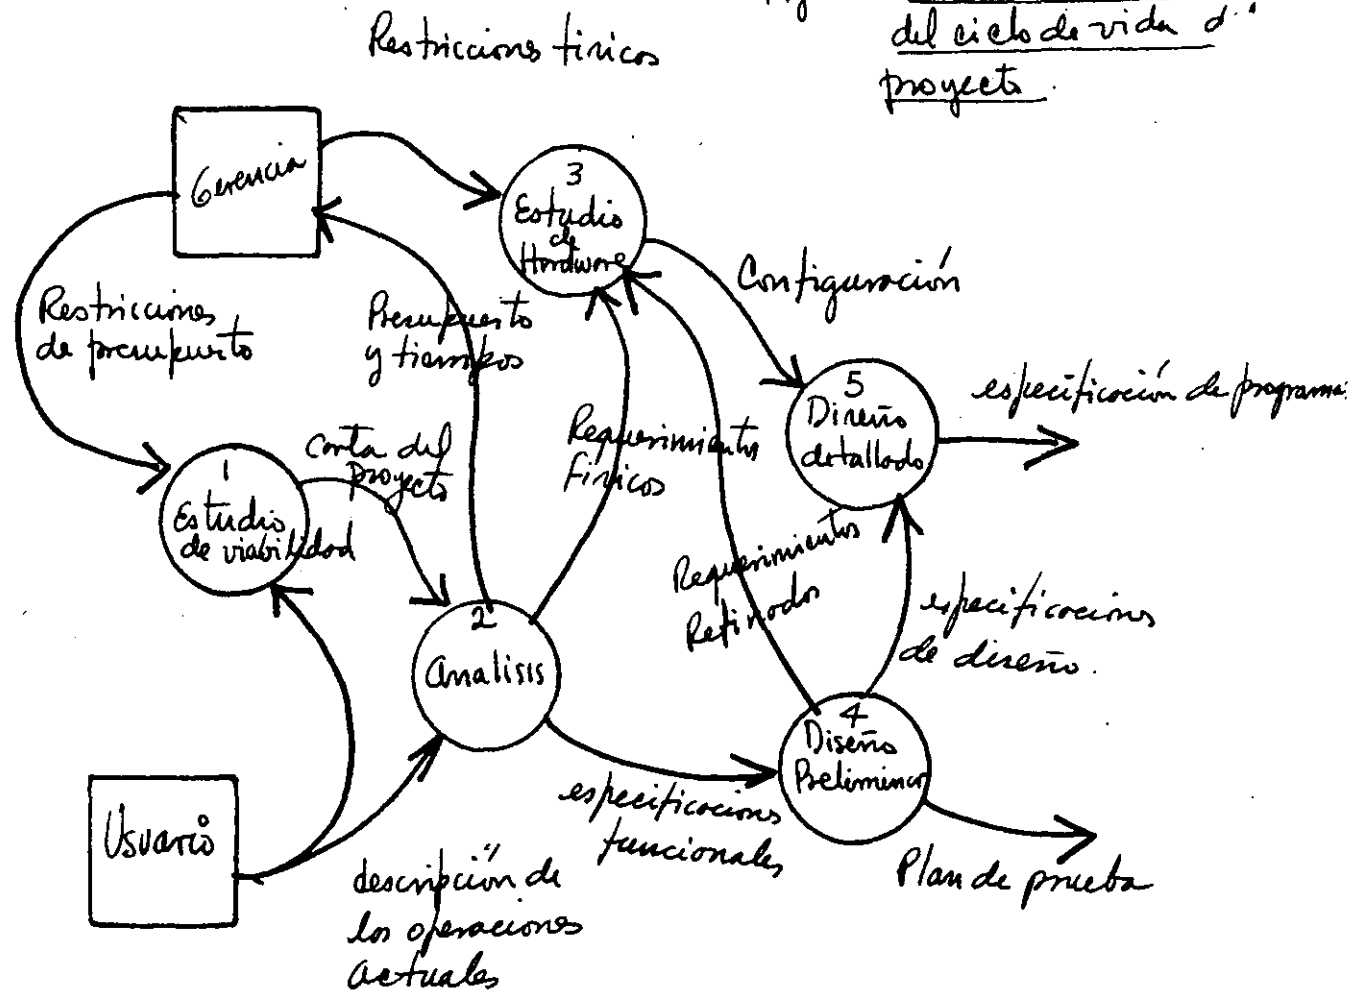 del ciclo de vida d
proyecto.
Restricciones físicos
Gerencia
3
Estudio
de
Hardware
Configuración
Restricciones
de presupuesto
Presupuesto
y tiempos
especificación de programa
5
Diseño
detallado
carta del
proyecto
Requerimientos
Físicos
1
Estudio
de viabilidad
Requerimientos
Refinados
especificaciones
de diseño.
2
Analisis
4
Diseño
Preliminar
Usuario
especificaciones
funcionales
Plan de prueba
descripción de
las operaciones
actuales